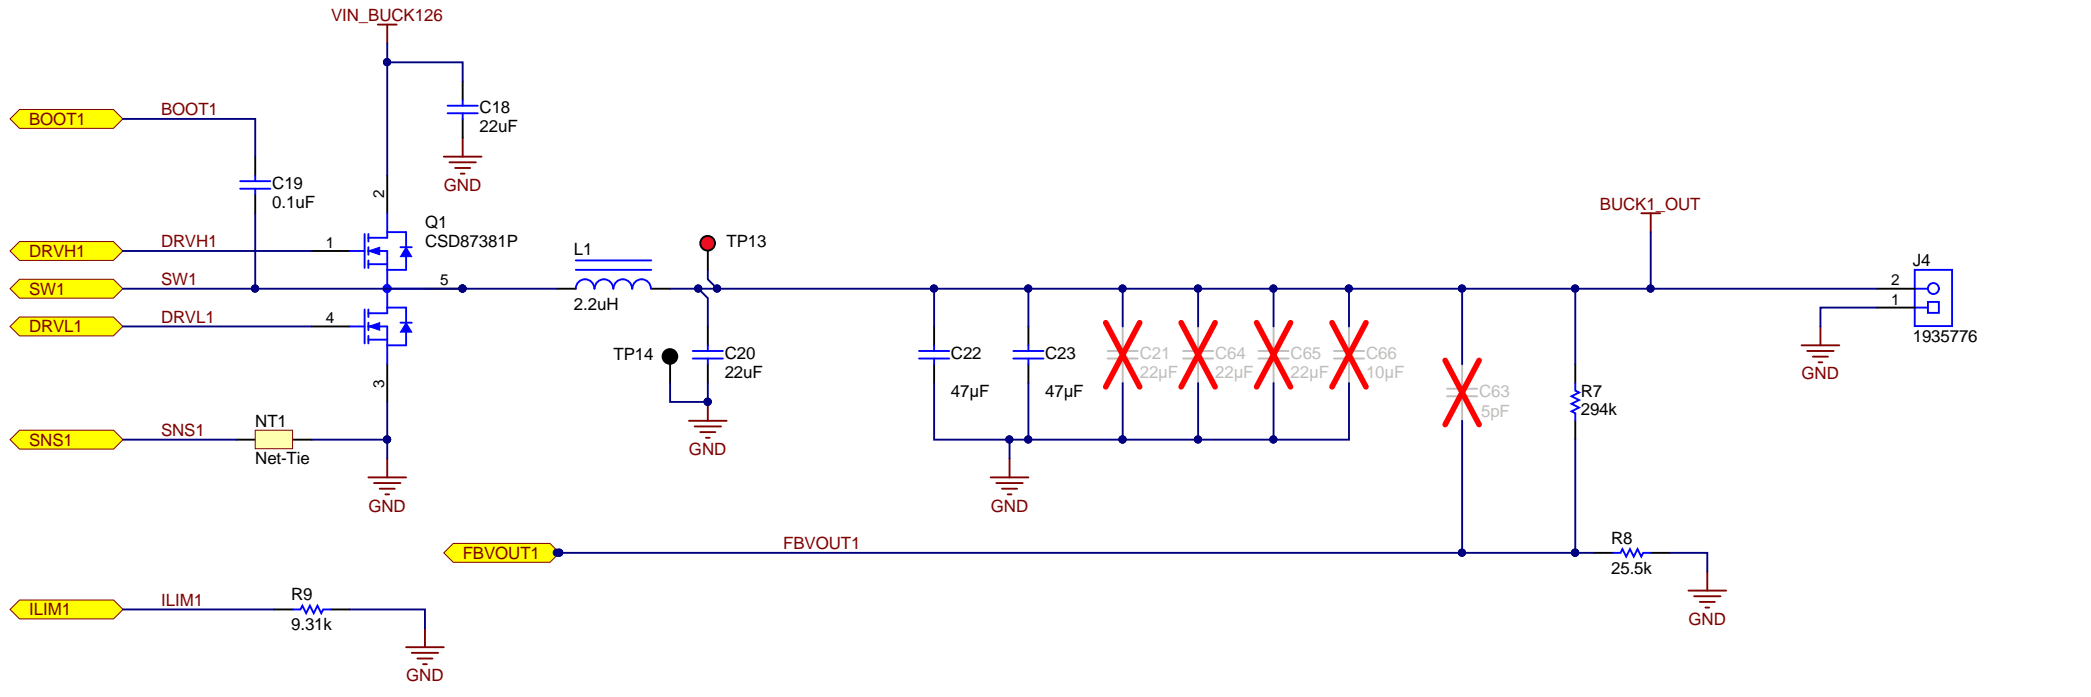 VIN_BUCK126
C18
22uF
GND
BOOT1
BOOT1
C19
0.1uF
2
Q1
CSD87381P
DRVH1
DRVH1
1
SW1
SW1
5
DRVL1
DRVL1
4
3
L1
2.2uH
TP13
TP14
C20
22uF
GND
C22
47µF
C23
47µF
C21
22µF
C64
22µF
C65
22µF
C66
10µF
GND
C63
5pF
R7
294k
BUCK1_OUT
J4
2
1
1935776
GND
SNS1
SNS1
NT1
Net-Tie
GND
FBVOUT1
FBVOUT1
R8
25.5k
GND
ILIM1
ILIM1
R9
9.31k
GND